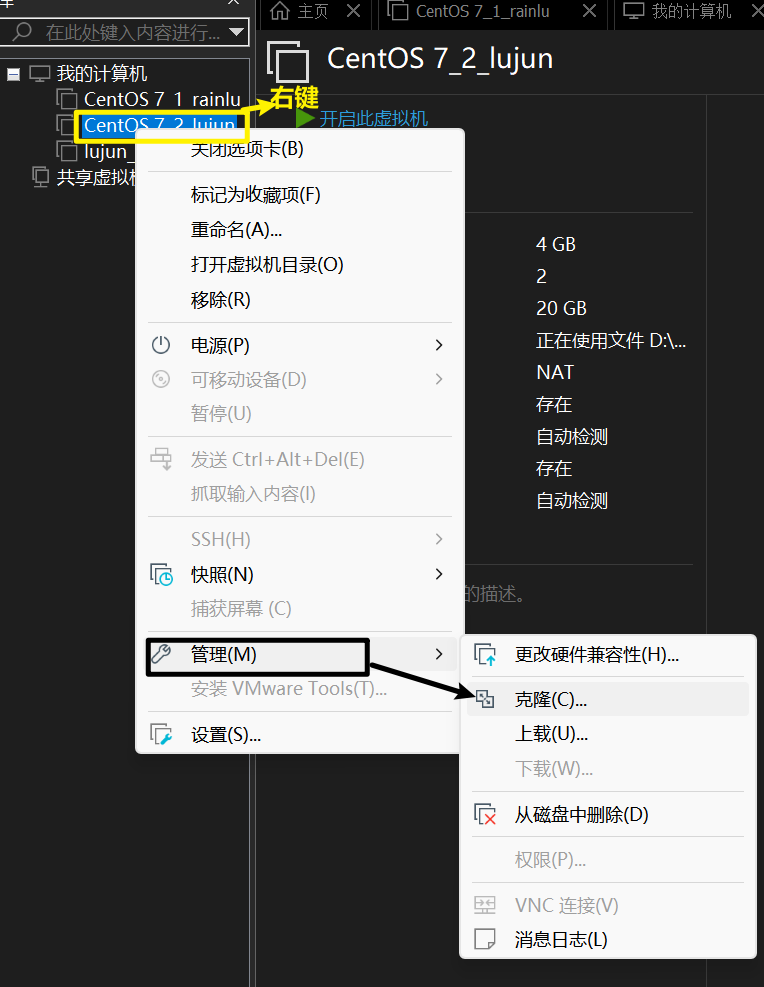 主页
CentOS 7_1_rainlu
我的计算机
在此处键入内容进行...
我的计算机
CentOS 7_1_rainlu
CentOS 7_2_lujun
lujun_
共享虚拟机
CentOS 7_2_lujun
右键
开启此虚拟机
关闭选项卡(B)
标记为收藏项(F)
重命名(A)...
打开虚拟机目录(O)
移除(R)
电源(P)
可移动设备(D)
暂停(U)
发送 Ctrl+Alt+Del(E)
抓取输入内容(I)
SSH(H)
快照(N)
捕获屏幕 (C)
管理(M)
安装 VMware Tools(T)...
设置(S)...
4 GB
2
20 GB
正在使用文件 D:\...
NAT
存在
自动检测
存在
自动检测
的描述。
更改硬件兼容性(H)...
克隆(C)...
上载(U)...
下载(W)...
从磁盘中删除(D)
权限(P)...
VNC 连接(V)
消息日志(L)